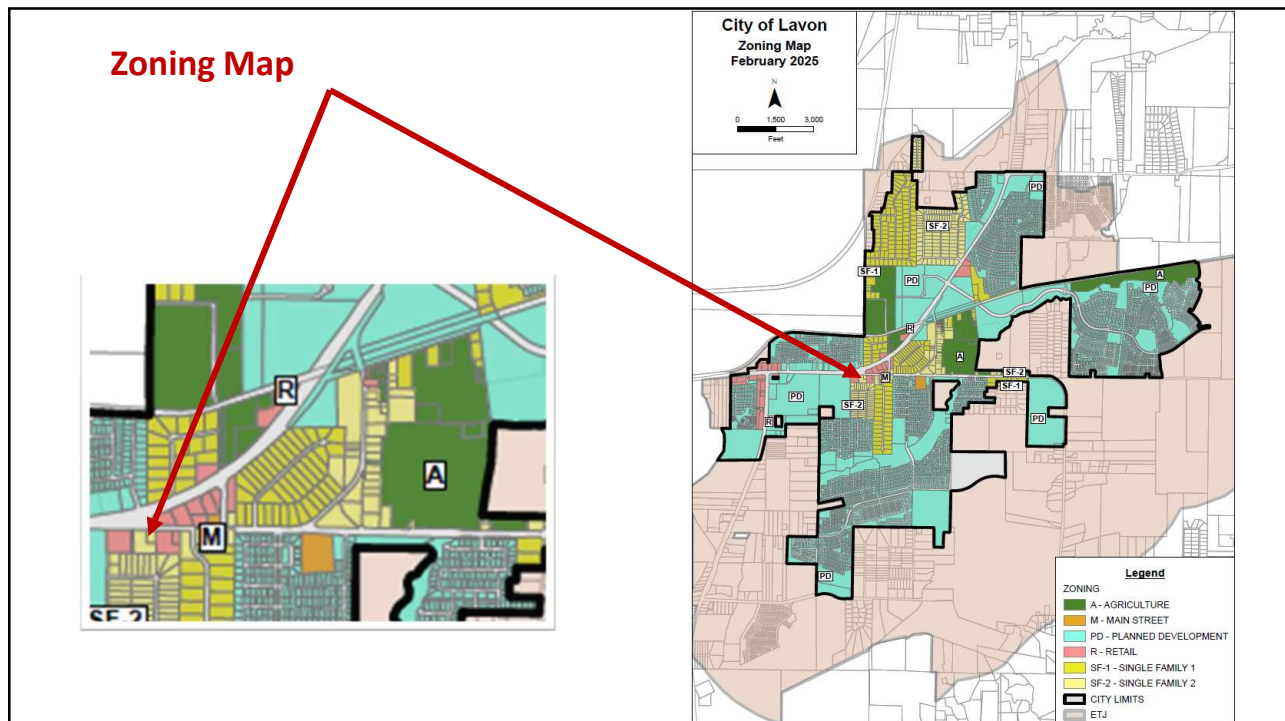 Zoning Map
City of Lavon
Zoning Map
February 2025
N
0 1,500 3,000
Feet
PD
SF-2
SF-1
PD
A
PD
R
A
M
SF-2
SF-1
PD
SF-2
R
PD
PD
R
A
M
SF-2
Legend
ZONING
A - AGRICULTURE
M - MAIN STREET
PD - PLANNED DEVELOPMENT
R - RETAIL
SF-1 - SINGLE FAMILY 1
SF-2 - SINGLE FAMILY 2
CITY LIMITS
ETJ